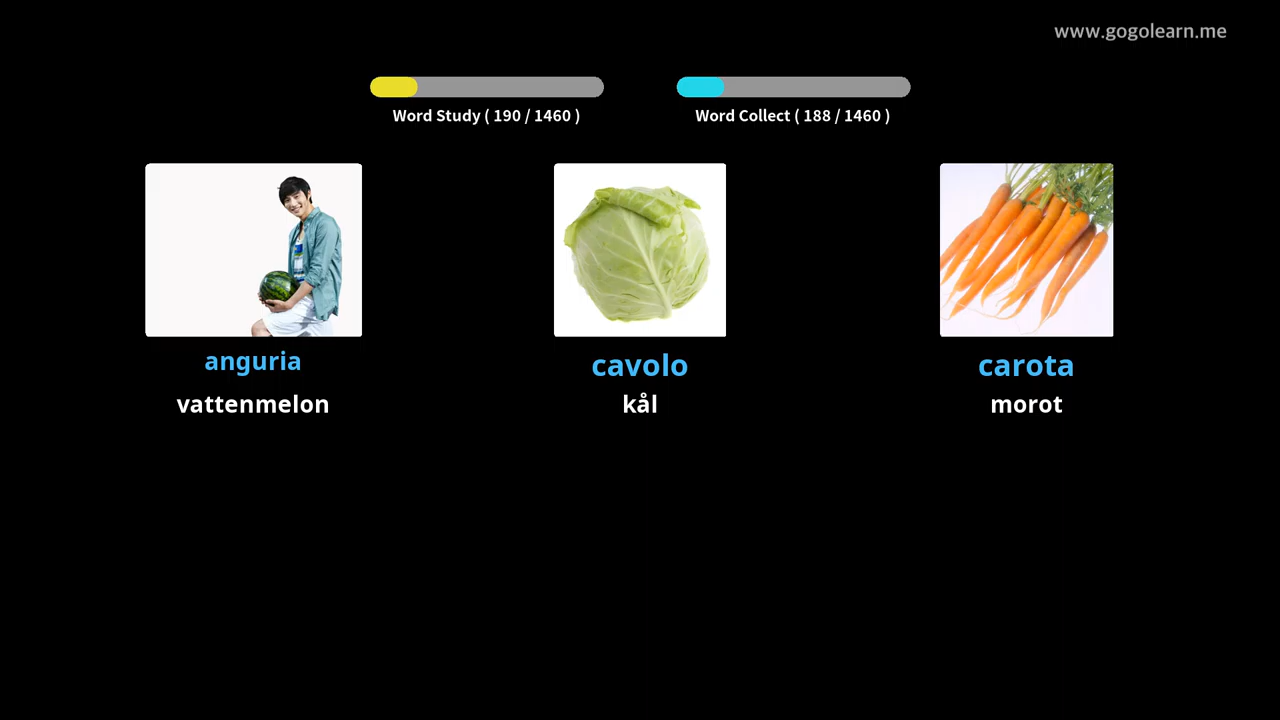 www.gogolearn.me
Word Study ( 190 / 1460 )
Word Collect ( 188 / 1460 )
anguria
cavolo
carota
vattenmelon
kål
morot